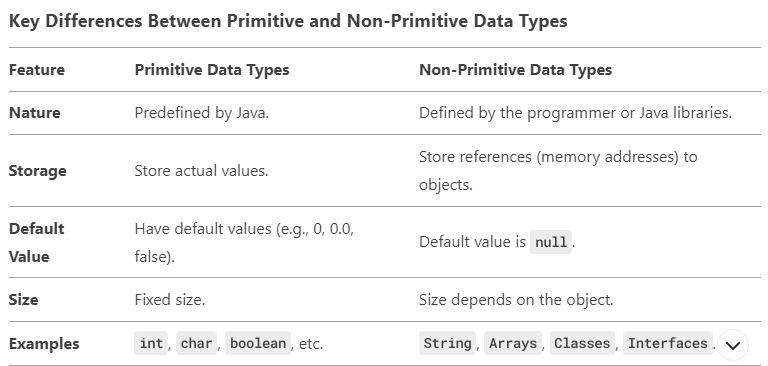 Key Differences Between Primitive and Non-Primitive Data Types
Feature Primitive Data Types Non-Primitive Data Types
Nature Predefined by Java. Defined by the programmer or Java libraries.
Storage Store actual values. Store references (memory addresses) to
objects.
Default Value Have default values (e.g., 0, 0.0,
false). Default value is null.
Size Fixed size. Size depends on the object.
Examples int, char, boolean, etc. String, Arrays, Classes, Interfaces.